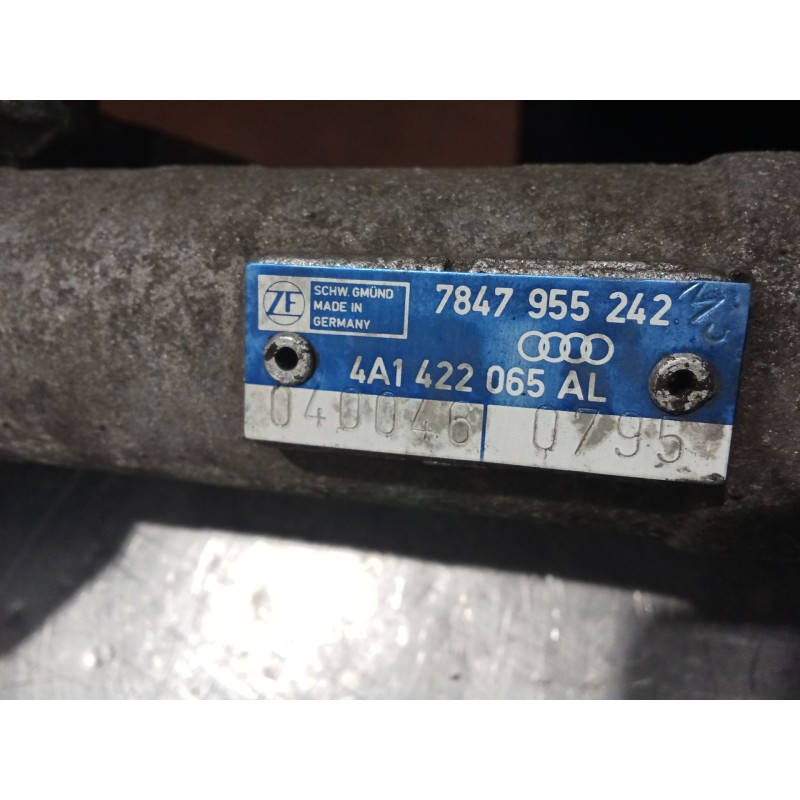 ZF
SCHW. GMÜND
MADE IN
GERMANY
7847 955 242
4A1 422 065 AL
040046 0795